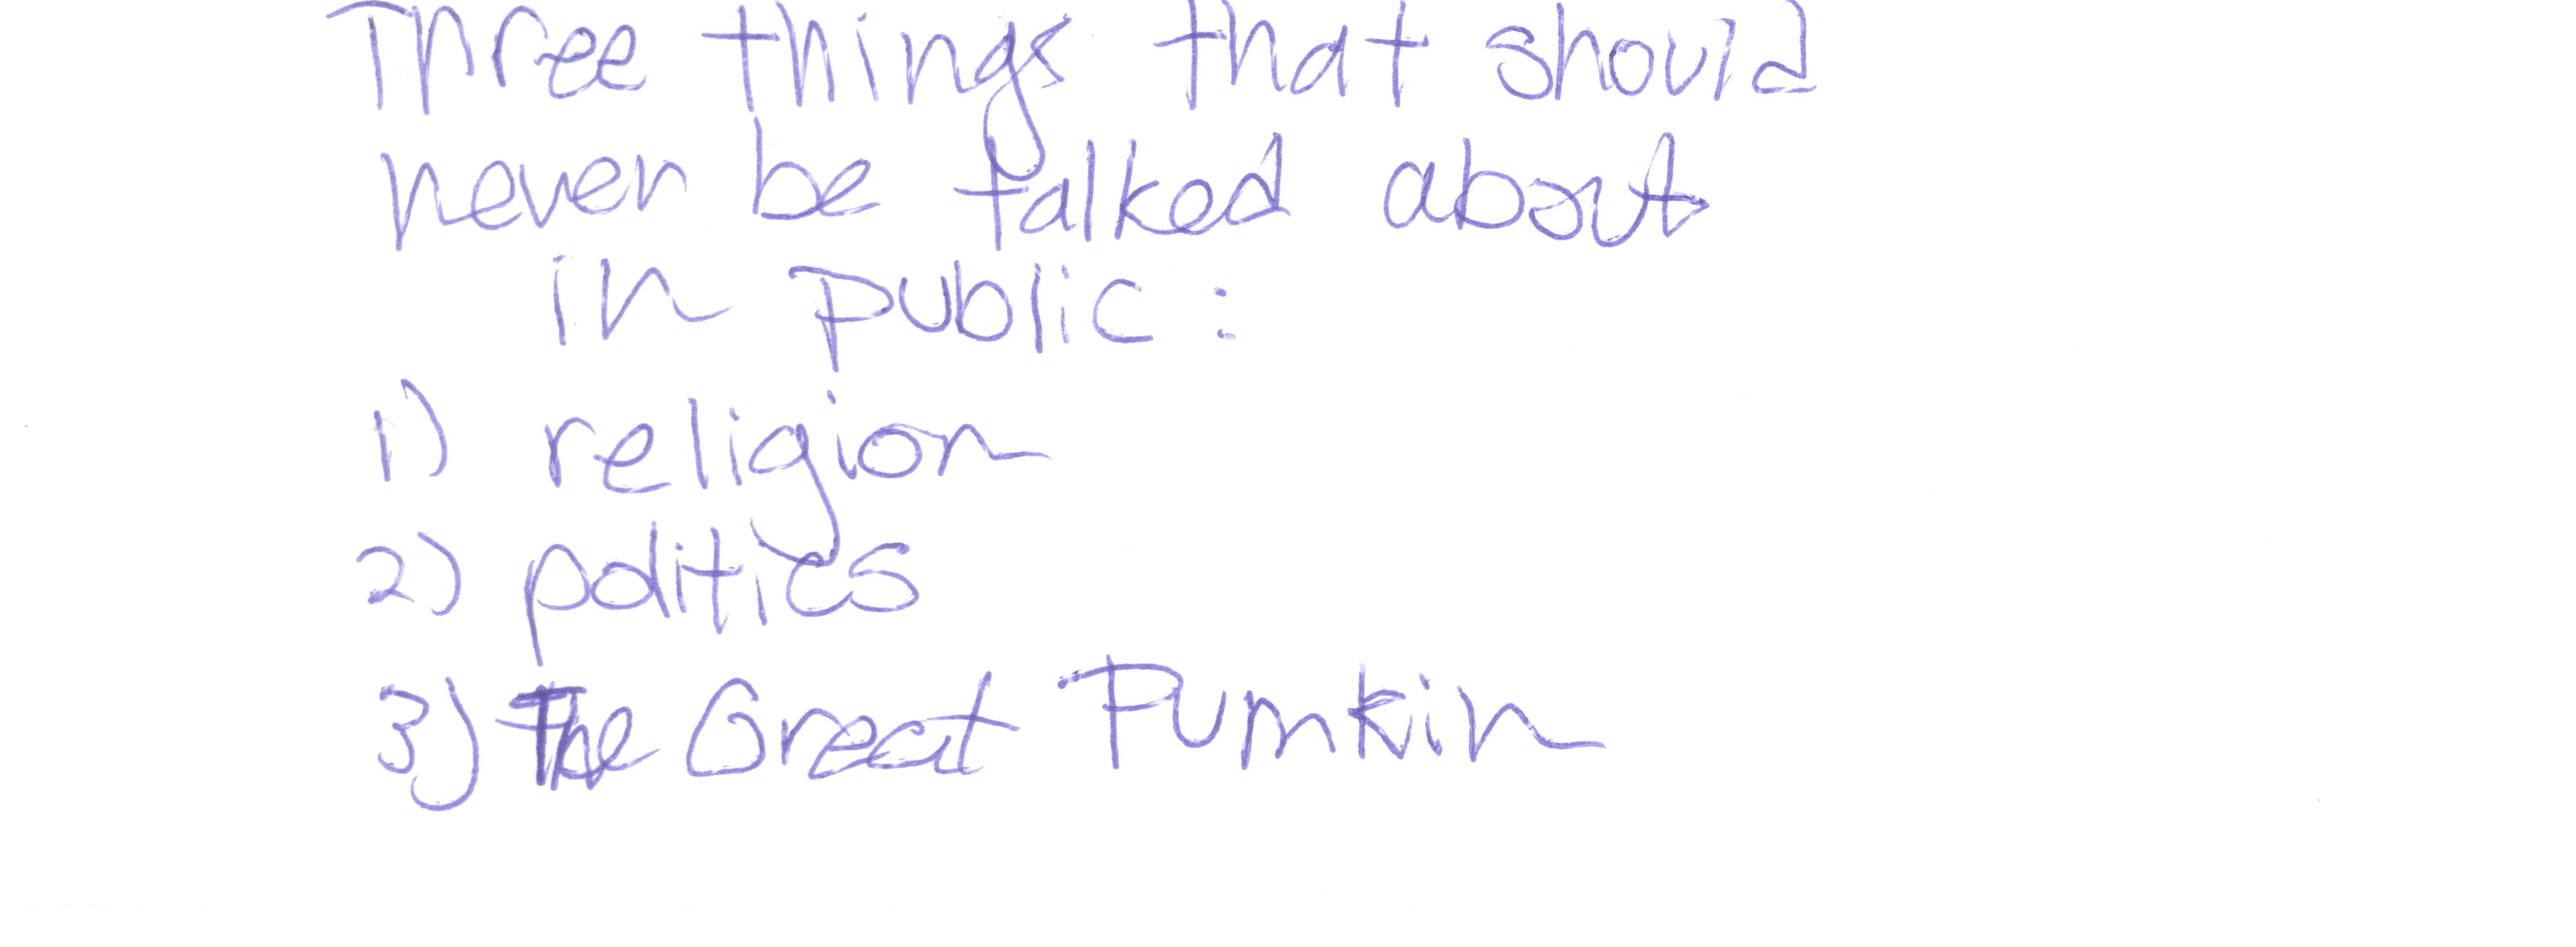 Three things that should
never be talked about
in public:
1) religion
2) politics
3) The Great Pumkin